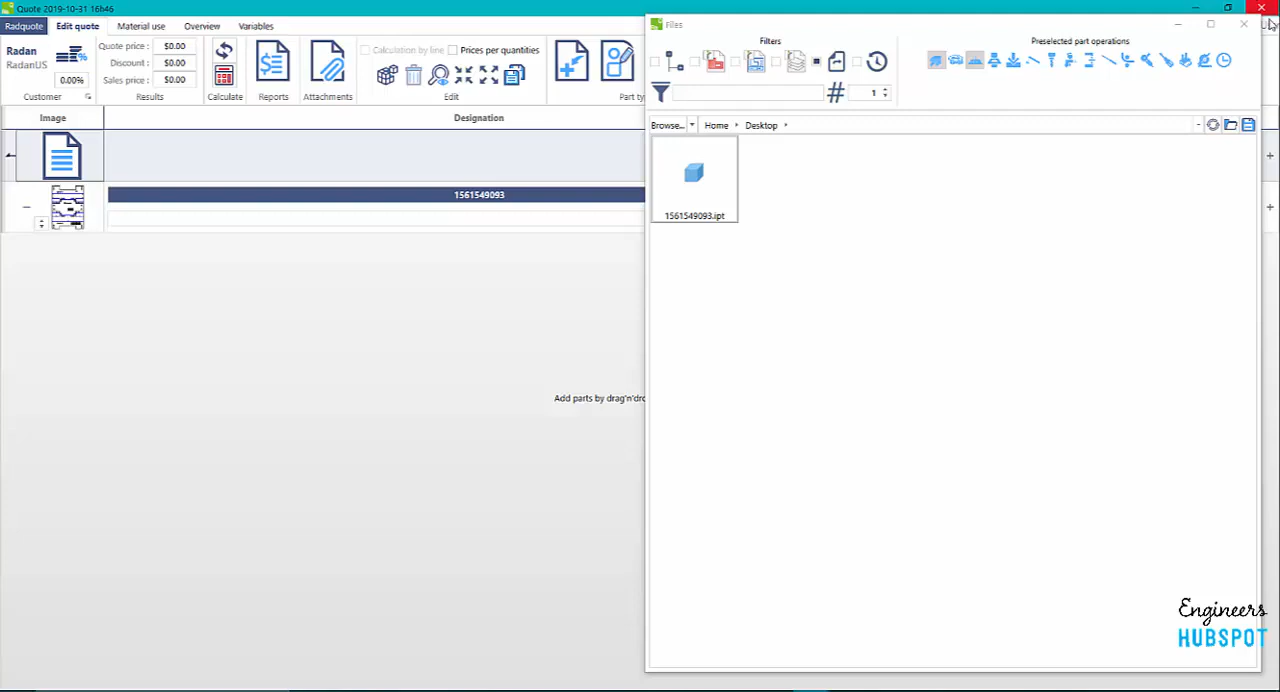 Quote 2019-10-31 16h46
Radquote
Edit quote
Material use
Overview
Variables
Radan
RadanUS
0.00%
Customer
Quote price : $0.00
Discount : $0.00
Sales price : $0.00
Results
Calculate
Reports
Attachments
Calculation by line
Prices per quantities
Edit
Part ty
Image
Designation
1561549093
Add parts by drag'n'dro
Files
Filters
Preselected part operations
#
1
Browse...
Home
Desktop
1561549093.ipt
Engineers
HUBSPOT